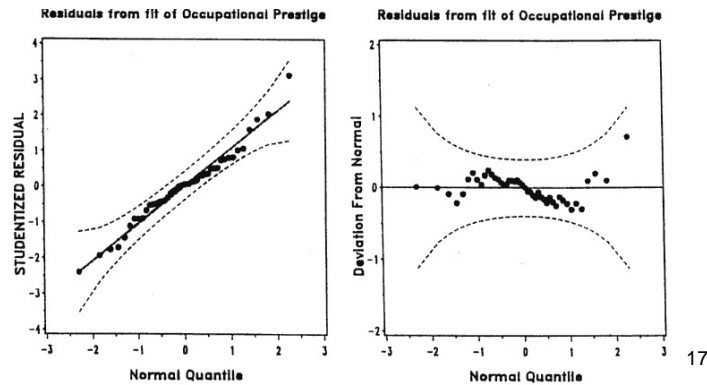 Residuals from fit of Occupational Prestige
STUDENTIZED RESIDUAL
4
3
2
1
0
-1
-2
-3
-4
-3 -2 -1 0 1 2 3
Normal Quantile
Residuals from fit of Occupational Prestige
Deviation From Normal
2
1
0
-1
-2
-3 -2 -1 0 1 2 3
Normal Quantile
17